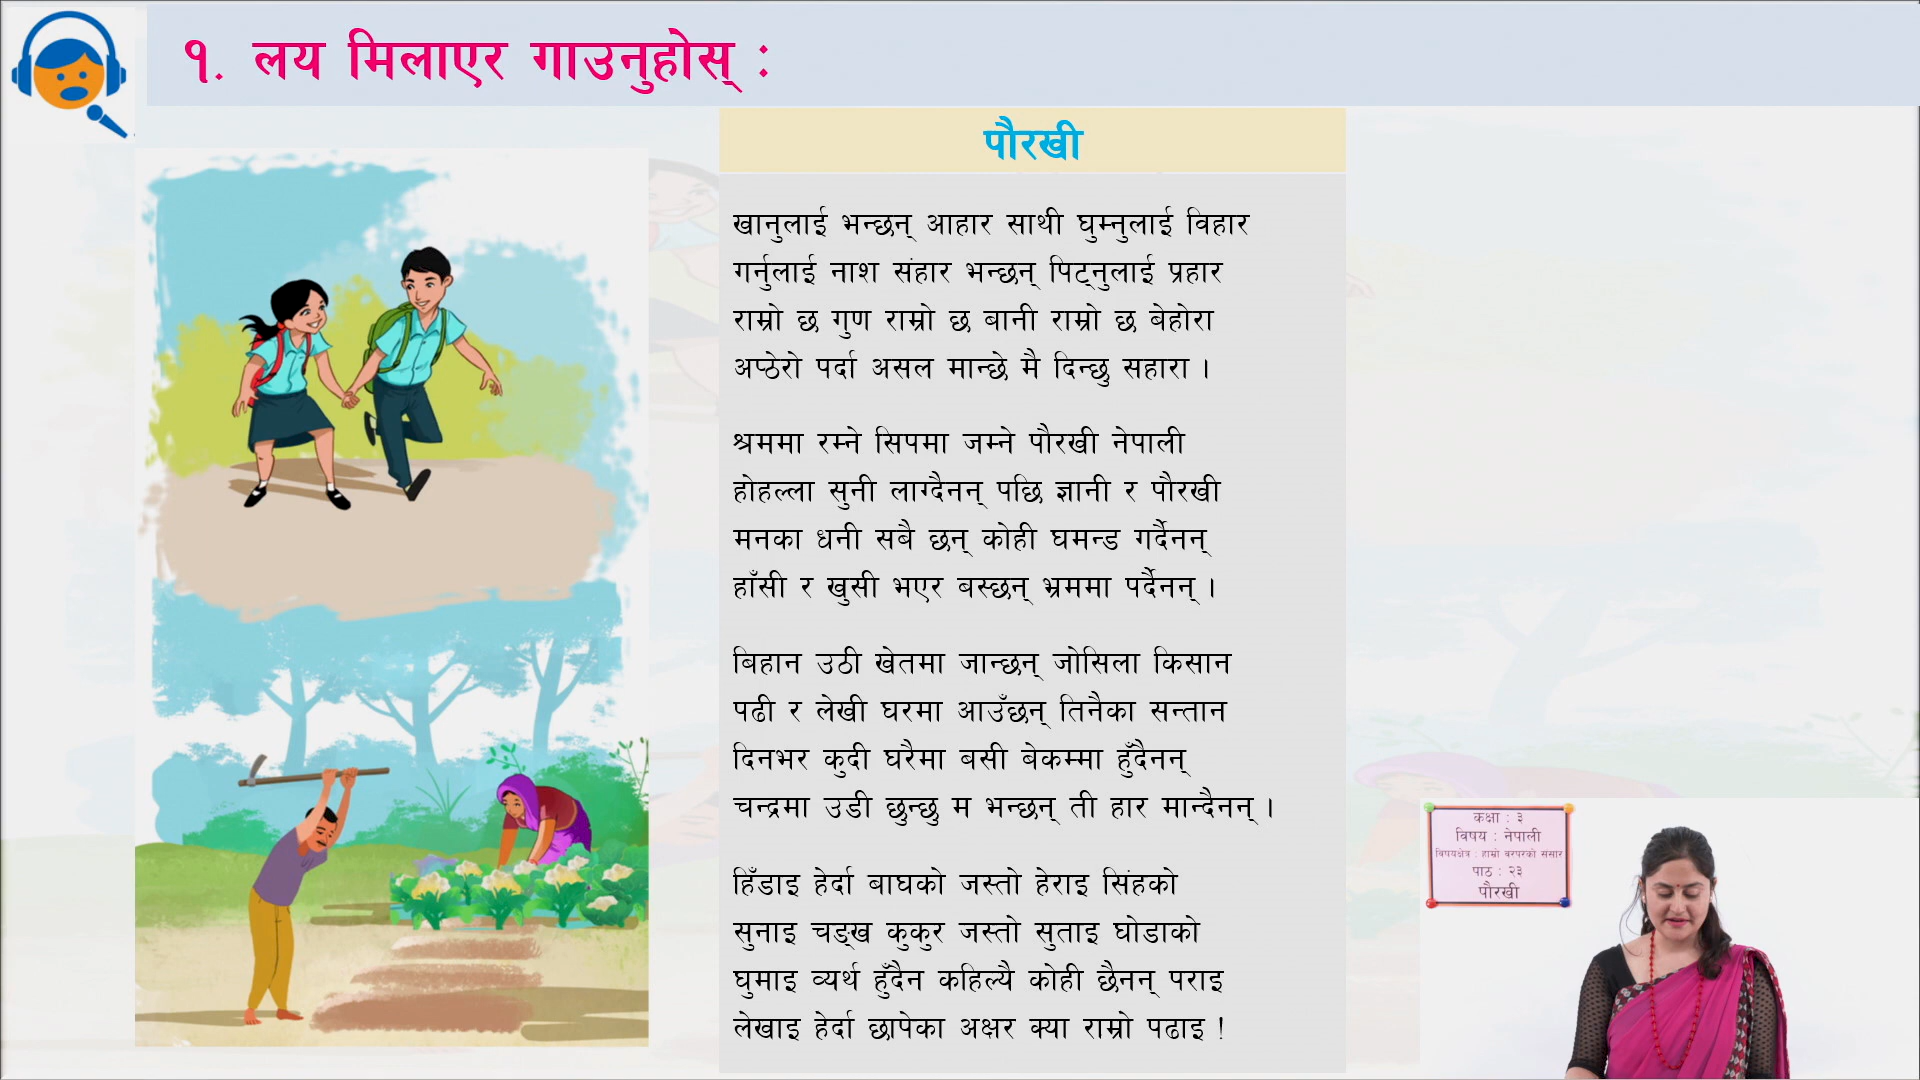 १. लय मिलाएर गाउनुहोस् :
पौरखी
खानुलाई भन्छन् आहार साथी घुम्नुलाई विहार
गर्नुलाई नाश संहार भन्छन् पिट्नुलाई प्रहार
राम्रो छ गुण राम्रो छ बानी राम्रो छ बेहोरा
अप्ठेरो पर्दा असल मान्छे मै दिन्छु सहारा ।
श्रममा रम्ने सिपमा जम्ने पौरखी नेपाली
होहल्ला सुनी लाग्दैनन् पछि ज्ञानी र पौरखी
मनका धनी सबै छन् कोही घमन्ड गर्दैनन्
हाँसी र खुसी भएर बस्छन् भ्रममा पर्दैनन् ।
बिहान उठी खेतमा जान्छन् जोसिला किसान
पढी र लेखी घरमा आउँछन् तिनैका सन्तान
दिनभर कुदी घरैमा बसी बेकम्मा हुँदैनन्
चन्द्रमा उडी छुन्छु म भन्छन् ती हार मान्दैनन् ।
हिँडाइ हेर्दा बाघको जस्तो हेराइ सिंहको
सुनाइ चङ्ख कुकुर जस्तो सुताइ घोडाको
घुमाइ व्यर्थ हुँदैन कहिल्यै कोही छैनन् पराइ
लेखाइ हेर्दा छापेका अक्षर क्या राम्रो पढाइ !
कक्षा : ३
विषय : नेपाली
विषयक्षेत्र : हाम्रो वरपरको संसार
पाठ : २३
पौरखी